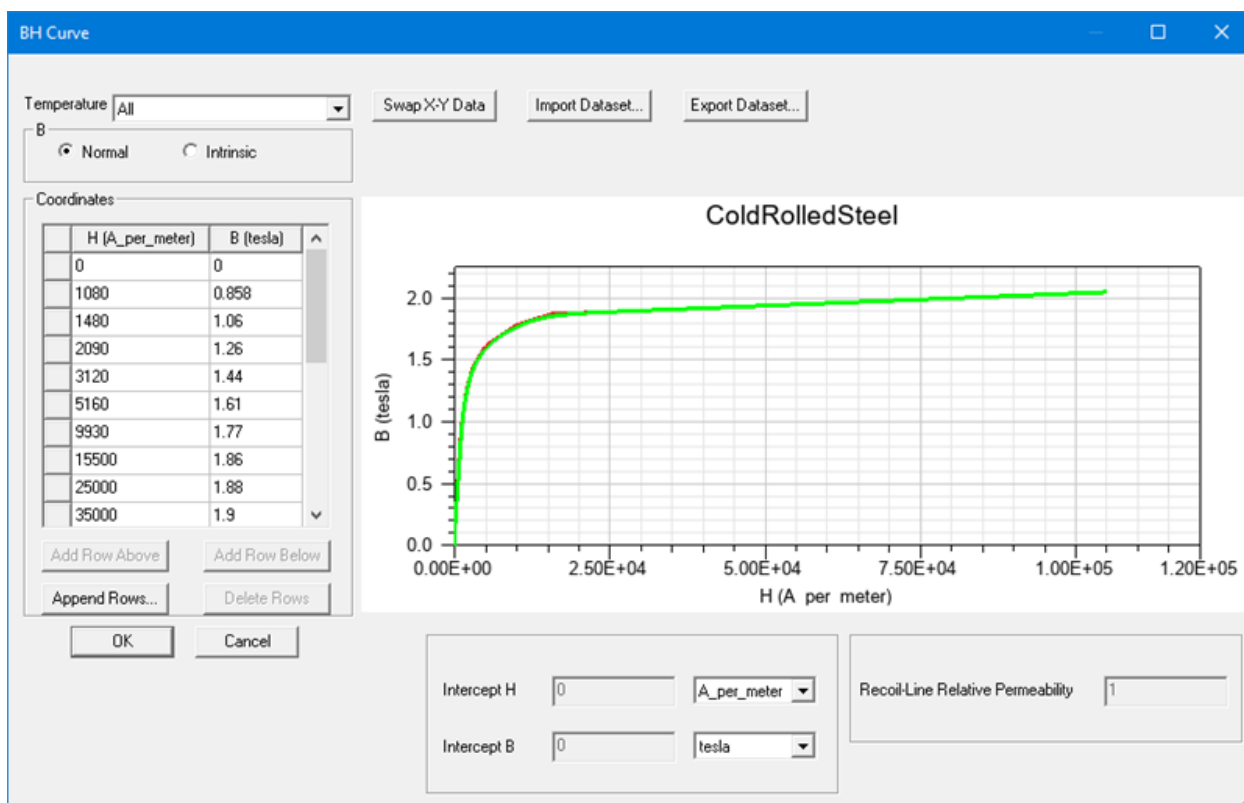 BH Curve
Temperature All
Swap X-Y Data Import Dataset... Export Dataset...
B
Normal Intrinsic
Coordinates
H (A_per_meter) B (tesla)
0 0
1080 0.858
1480 1.06
2090 1.26
3120 1.44
5160 1.61
9930 1.77
15500 1.86
25000 1.88
35000 1.9
Add Row Above Add Row Below
Append Rows... Delete Rows
OK Cancel
ColdRolledSteel
2.0
1.5
1.0
0.5
0.0
B (tesla)
0.00E+00 2.50E+04 5.00E+04 7.50E+04 1.00E+05 1.20E+05
H (A per meter)
Intercept H 0 A_per_meter
Intercept B 0 tesla
Recoil-Line Relative Permeability 1